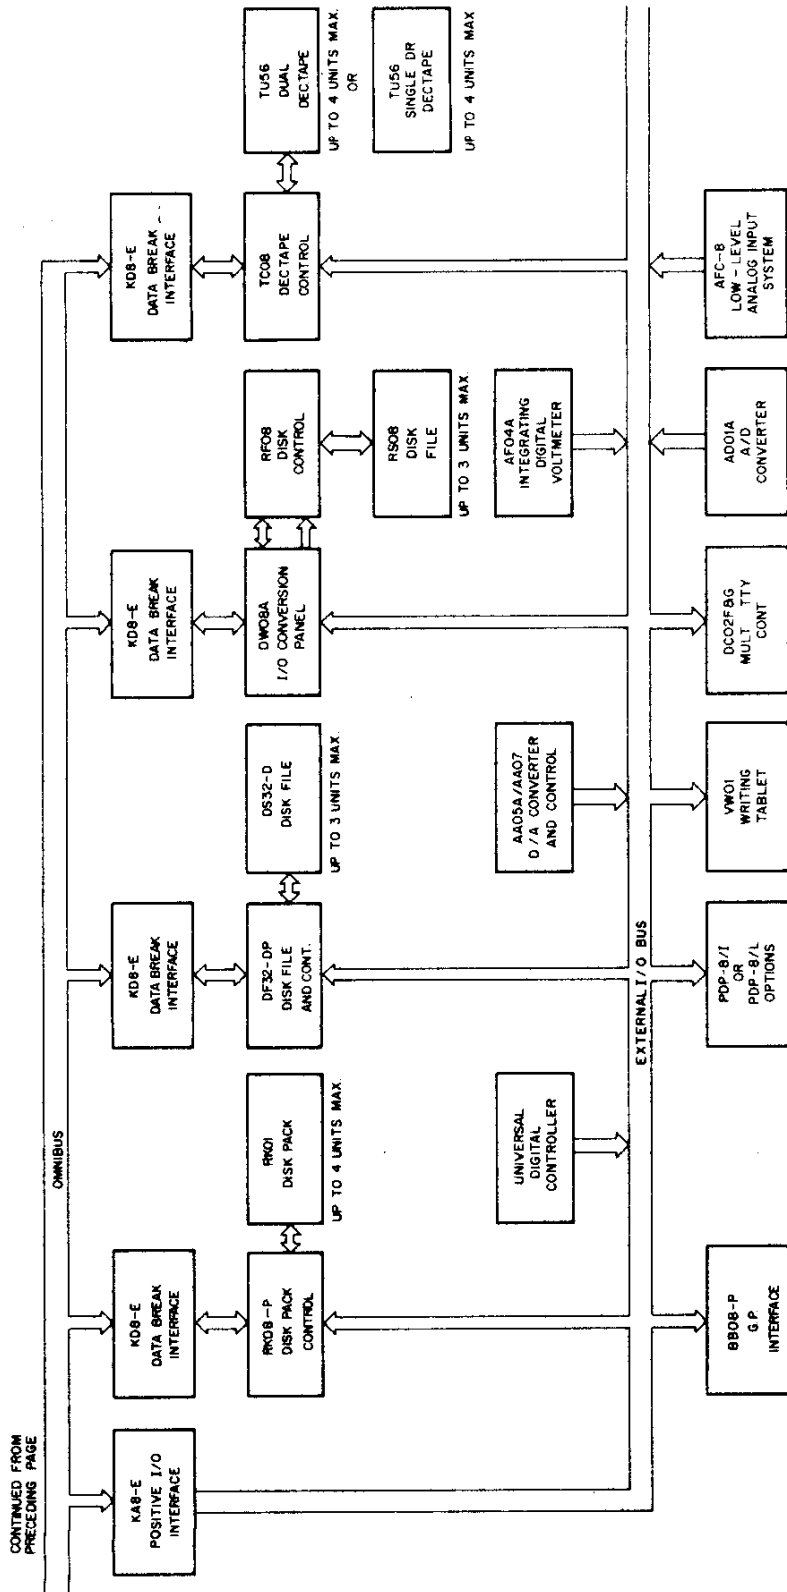 CONTINUED FROM
PRECEDING PAGE
OMNIBUS
KA8-E
POSITIVE I/O
INTERFACE
KD8-E
DATA BREAK
INTERFACE
KD8-E
DATA BREAK
INTERFACE
KD8-E
DATA BREAK
INTERFACE
KD8-E
DATA BREAK
INTERFACE
RK08-P
DISK PACK
CONTROL
RK01
DISK PACK
UP TO 4 UNITS MAX.
DF32-DP
DISK FILE
AND CONT.
DS32-D
DISK FILE
UP TO 3 UNITS MAX.
DW08A
I/O CONVERSION
PANEL
RF08
DISK
CONTROL
RS08
DISK
FILE
UP TO 3 UNITS MAX.
TC08
DECTAPE
CONTROL
TU56
DUAL
DECTAPE
UP TO 4 UNITS MAX.
OR
TU56
SINGLE DR
DECTAPE
UP TO 4 UNITS MAX
UNIVERSAL
DIGITAL
CONTROLLER
AA05A/AA07
D/A CONVERTER
AND CONTROL
AF04A
INTEGRATING
DIGITAL
VOLTMETER
EXTERNAL I/O BUS
BB08-P
G.P.
INTERFACE
PDP-8/I
OR
PDP-8/L
OPTIONS
VW01
WRITING
TABLET
DC02F&G
MULT TTY
CONT
AD01A
A/D
CONVERTER
AFC-8
LOW-LEVEL
ANALOG INPUT
SYSTEM